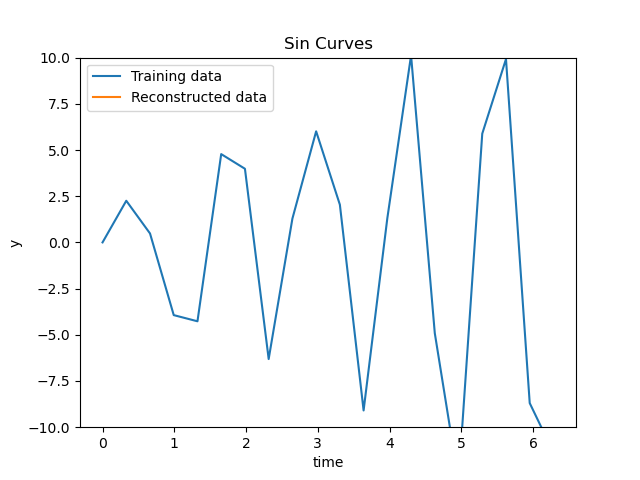 Sin Curves
Training data
Reconstructed data
10.0
7.5
5.0
2.5
0.0
−2.5
−5.0
−7.5
−10.0
y
0 1 2 3 4 5 6
time